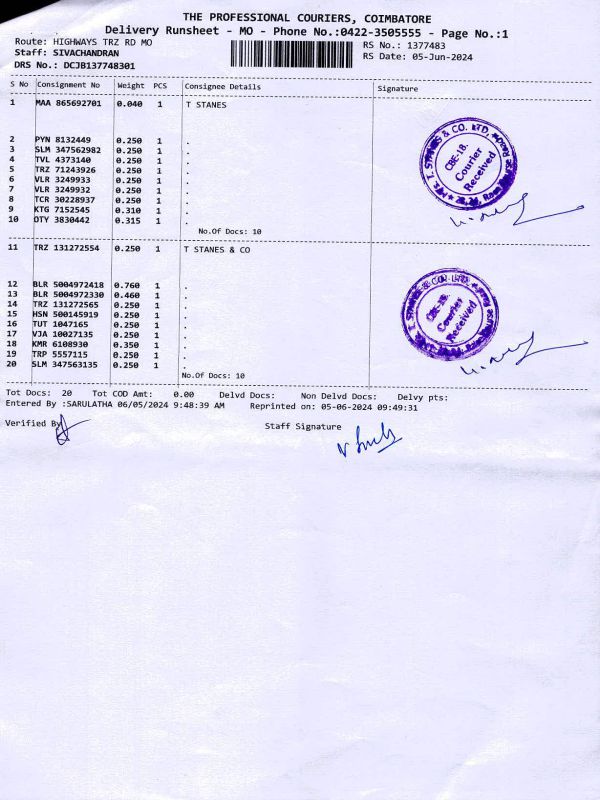 THE PROFESSIONAL COURIERS, COIMBATORE
Delivery Runsheet - MO - Phone No.:0422-3505555 - Page No.:1
Route: HIGHWAYS TRZ RD MO
RS No.: 1377483
Staff: SIVACHANDRAN
RS Date: 05-Jun-2024
DRS No.: DCJB137748301
S No Consignment No Weight PCS Consignee Details Signature
1 MAA 865692701 0.040 1 T STANES
2 PYN 8132449 0.250 1 .
3 SLM 347562982 0.250 1 .
4 TVL 4373140 0.250 1 .
5 TRZ 71243926 0.250 1 .
6 VLR 3249933 0.250 1 .
7 VLR 3249932 0.250 1 .
8 TCR 30228937 0.250 1 .
9 KTG 7152545 0.310 1 .
10 OTY 3830442 0.315 1 .
No.Of Docs: 10
CBE-18.
Courier
Received
11 TRZ 131272554 0.250 1 T STANES & CO
12 BLR 5004972418 0.760 1 .
13 BLR 5004972330 0.460 1 .
14 TRZ 131272565 0.250 1 .
15 HSN 500145919 0.250 1 .
16 TUT 1047165 0.250 1 .
17 VJA 10027135 0.250 1 .
18 KMR 6108930 0.350 1 .
19 TRP 5557115 0.250 1 .
20 SLM 347563135 0.250 1 .
No.Of Docs: 10
CBE-18.
Courier
Received
Tot Docs: 20 Tot COD Amt: 0.00 Delvd Docs: Non Delvd Docs: Delvy pts:
Entered By :SARULATHA 06/05/2024 9:48:39 AM Reprinted on: 05-06-2024 09:49:31
Verified By
Staff Signature